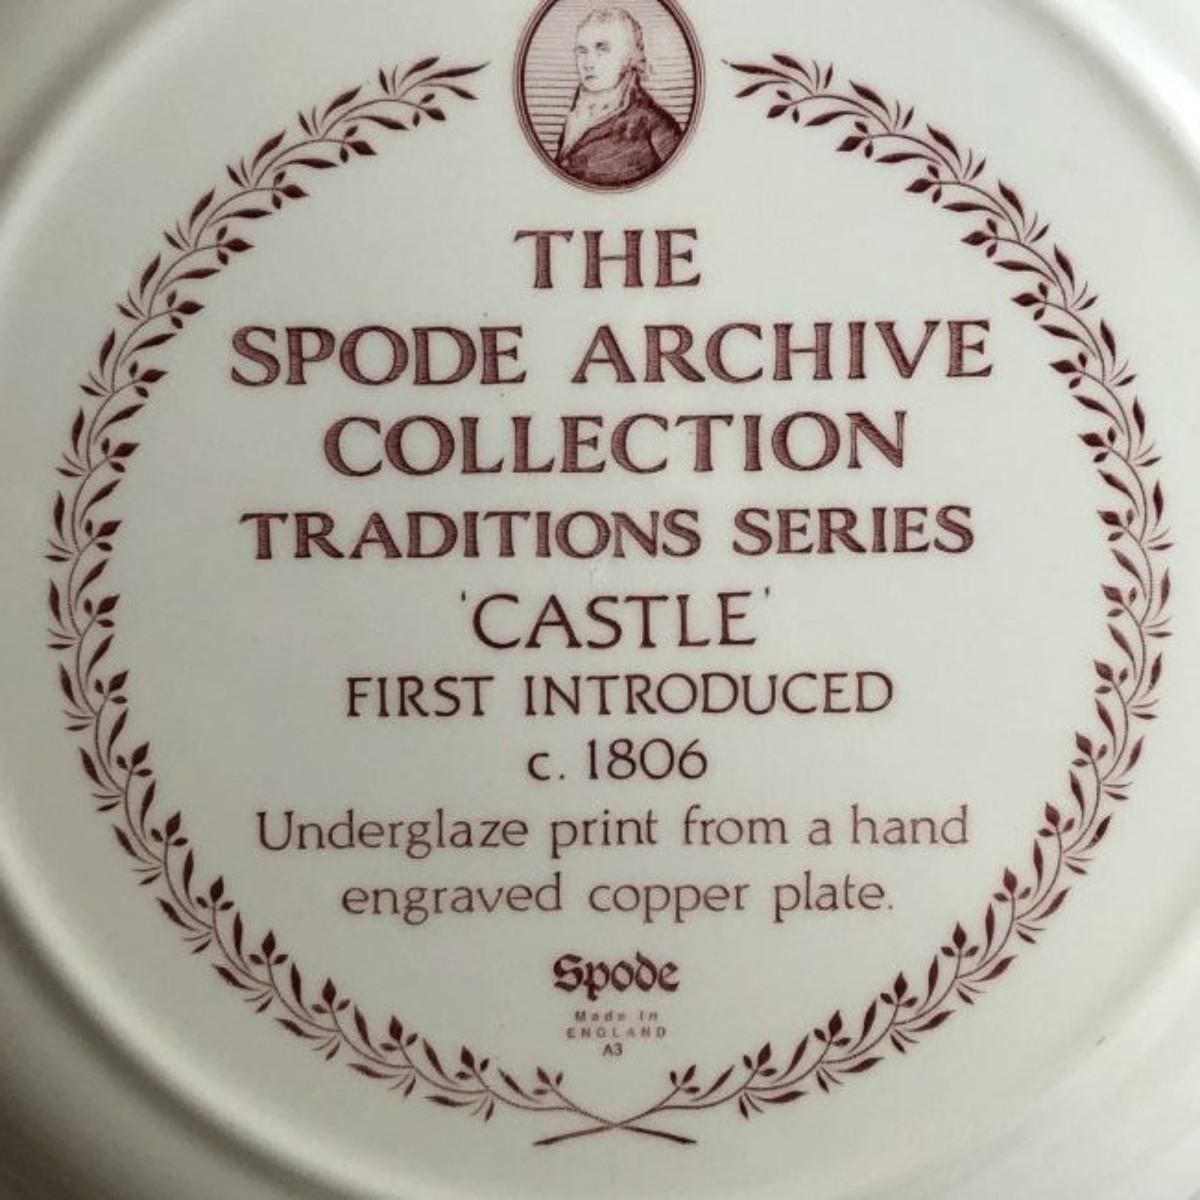 THE
SPODE ARCHIVE
COLLECTION
TRADITIONS SERIES
'CASTLE'
FIRST INTRODUCED
c. 1806
Underglaze print from a hand
engraved copper plate.
Spode
Made in
ENGLAND
A3